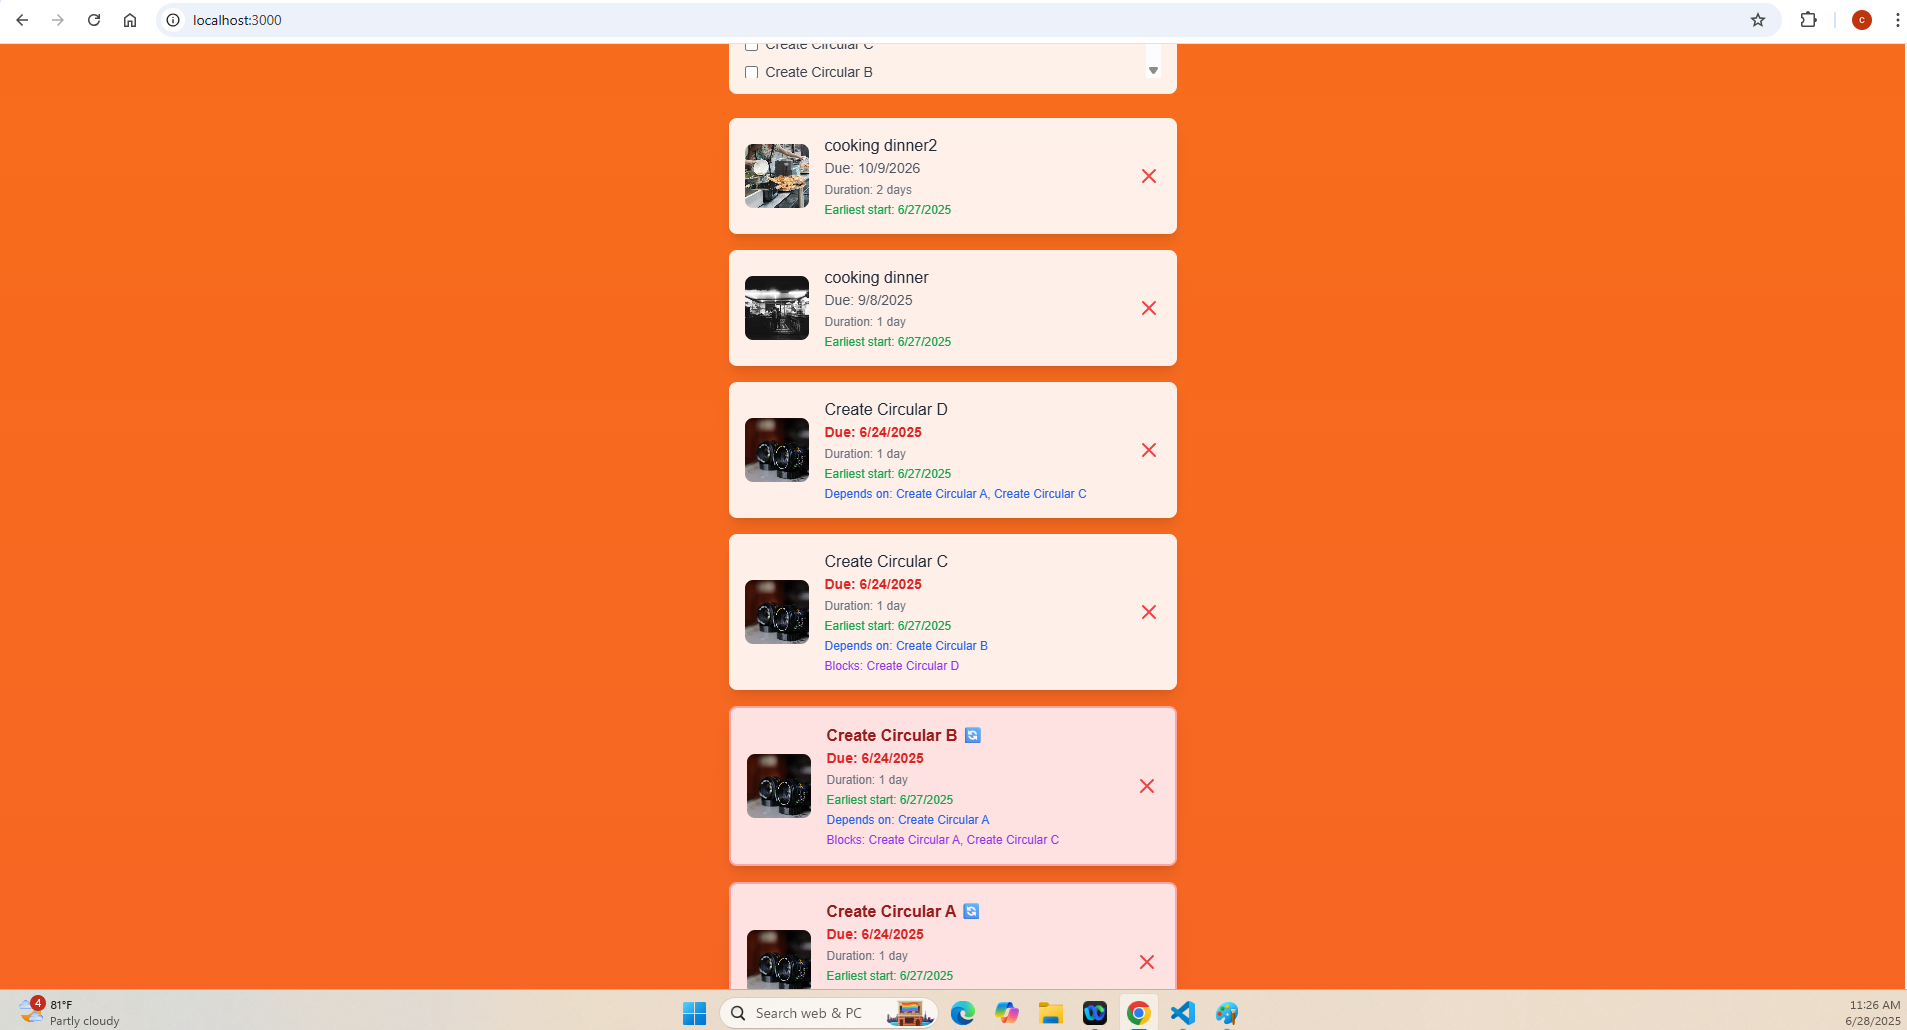 localhost:3000
C
Create Circular C
Create Circular B
cooking dinner2
Due: 10/9/2026
Duration: 2 days
Earliest start: 6/27/2025
cooking dinner
Due: 9/8/2025
Duration: 1 day
Earliest start: 6/27/2025
Create Circular D
Due: 6/24/2025
Duration: 1 day
Earliest start: 6/27/2025
Depends on: Create Circular A, Create Circular C
Create Circular C
Due: 6/24/2025
Duration: 1 day
Earliest start: 6/27/2025
Depends on: Create Circular B
Blocks: Create Circular D
Create Circular B
Due: 6/24/2025
Duration: 1 day
Earliest start: 6/27/2025
Depends on: Create Circular A
Blocks: Create Circular A, Create Circular C
Create Circular A
Due: 6/24/2025
Duration: 1 day
Earliest start: 6/27/2025
4
81°F
Partly cloudy
Search web & PC
11:26 AM
6/28/2025